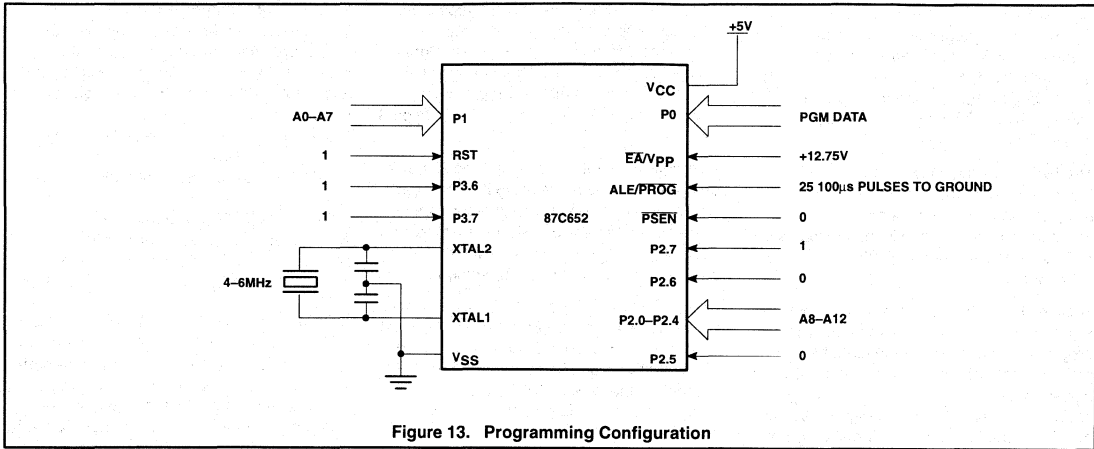 +5V
VCC
A0–A7
P1
P0
PGM DATA
1
RST
EA/VPP
+12.75V
1
P3.6
ALE/PROG
25 100μs PULSES TO GROUND
1
P3.7
87C652
PSEN
0
XTAL2
P2.7
1
4–6MHz
P2.6
0
XTAL1
P2.0–P2.4
A8–A12
VSS
P2.5
0
Figure 13. Programming Configuration